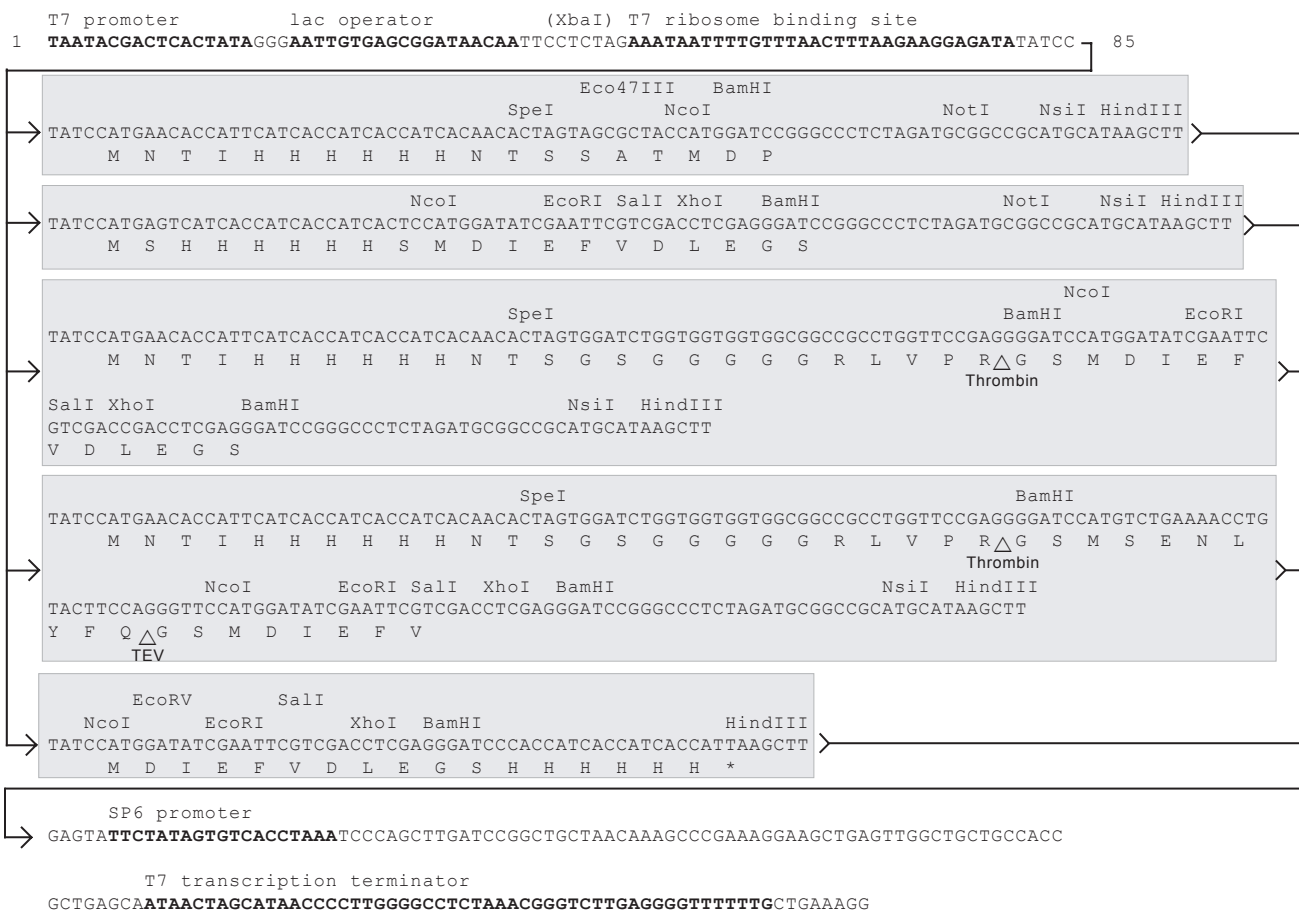 T7 promoter lac operator (XbaI) T7 ribosome binding site
1 TAATACGACTCACTATAGGGAATTGTGAGCGGATAACAATTCCTCTAGAAATAATTTTGTTTAACTTTAAGAAGGAGATATATCC 85
Eco47III BamHI
SpeI NcoI NotI NsiI HindIII
TATCCATGAACACCATTCATCACCATCACCATCACAACACTAGTAGCGCTACCATGGATCCGGGCCCTCTAGATGCGGCCGCATGCATAAGCTT
M N T I H H H H H H N T S S A T M D P
NcoI EcoRI SalI XhoI BamHI NotI NsiI HindIII
TATCCATGAGTCATCACCATCACCATCACTCCATGGATATCGAATTCGTCGACCTCGAGGGATCCGGGCCCTCTAGATGCGGCCGCATGCATAAGCTT
M S H H H H H H S M D I E F V D L E G S
NcoI
SpeI BamHI EcoRI
TATCCATGAACACCATTCATCACCATCACCATCACAACACTAGTGGATCTGGTGGTGGTGGCGGCCGCCTGGTTCCGAGGGGATCCATGGATATCGAATTC
M N T I H H H H H H N T S G S G G G G G R L V P R△G S M D I E F
Thrombin
SalI XhoI BamHI NsiI HindIII
GTCGACCGACCTCGAGGGATCCGGGCCCTCTAGATGCGGCCGCATGCATAAGCTT
V D L E G S
SpeI BamHI
TATCCATGAACACCATTCATCACCATCACCATCACAACACTAGTGGATCTGGTGGTGGTGGCGGCCGCCTGGTTCCGAGGGGATCCATGTCTGAAAACCTG
M N T I H H H H H H N T S G S G G G G G R L V P R△G S M S E N L
Thrombin
NcoI EcoRI SalI XhoI BamHI NsiI HindIII
TACTTCCAGGGTTCCATGGATATCGAATTCGTCGACCTCGAGGGATCCGGGCCCTCTAGATGCGGCCGCATGCATAAGCTT
Y F Q△G S M D I E F V
TEV
EcoRV SalI
NcoI EcoRI XhoI BamHI HindIII
TATCCATGGATATCGAATTCGTCGACCTCGAGGGATCCCACCATCACCATCACCATTAAGCTT
M D I E F V D L E G S H H H H H H *
SP6 promoter
GAGTATTCTATAGTGTCACCTAAATCCCAGCTTGATCCGGCTGCTAACAAAGCCCGAAAGGAAGCTGAGTTGGCTGCTGCCACC
T7 transcription terminator
GCTGAGCAATAACTAGCATAACCCCTTGGGGCCTCTAAACGGGTCTTGAGGGGTTTTTTGCTGAAAGG